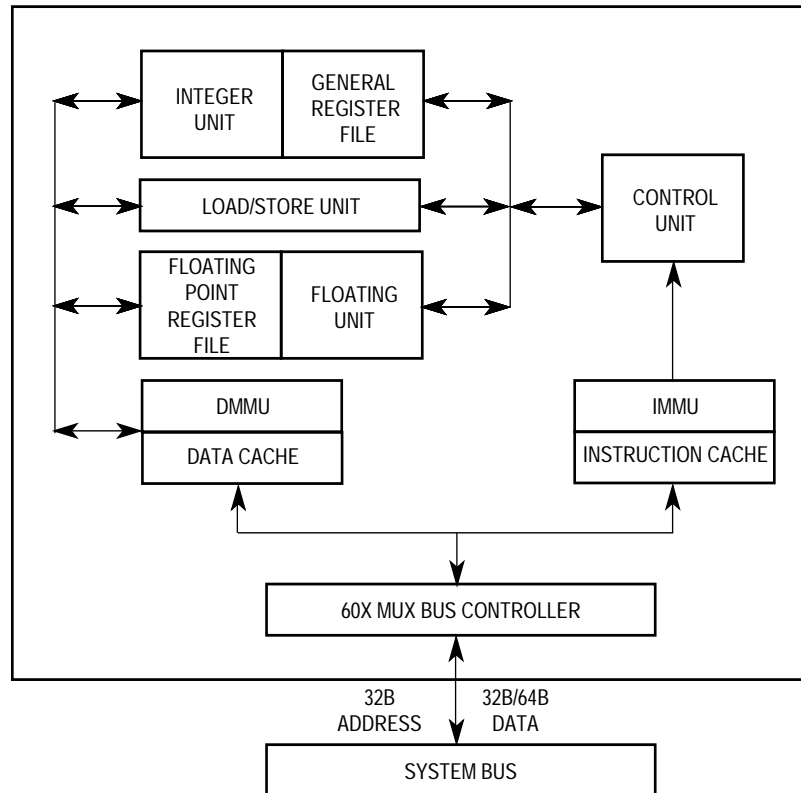 INTEGER
UNIT
GENERAL
REGISTER
FILE
LOAD/STORE UNIT
CONTROL
UNIT
FLOATING
POINT
REGISTER
FILE
FLOATING
UNIT
DMMU
DATA CACHE
IMMU
INSTRUCTION CACHE
60X MUX BUS CONTROLLER
32B
ADDRESS
32B/64B
DATA
SYSTEM BUS